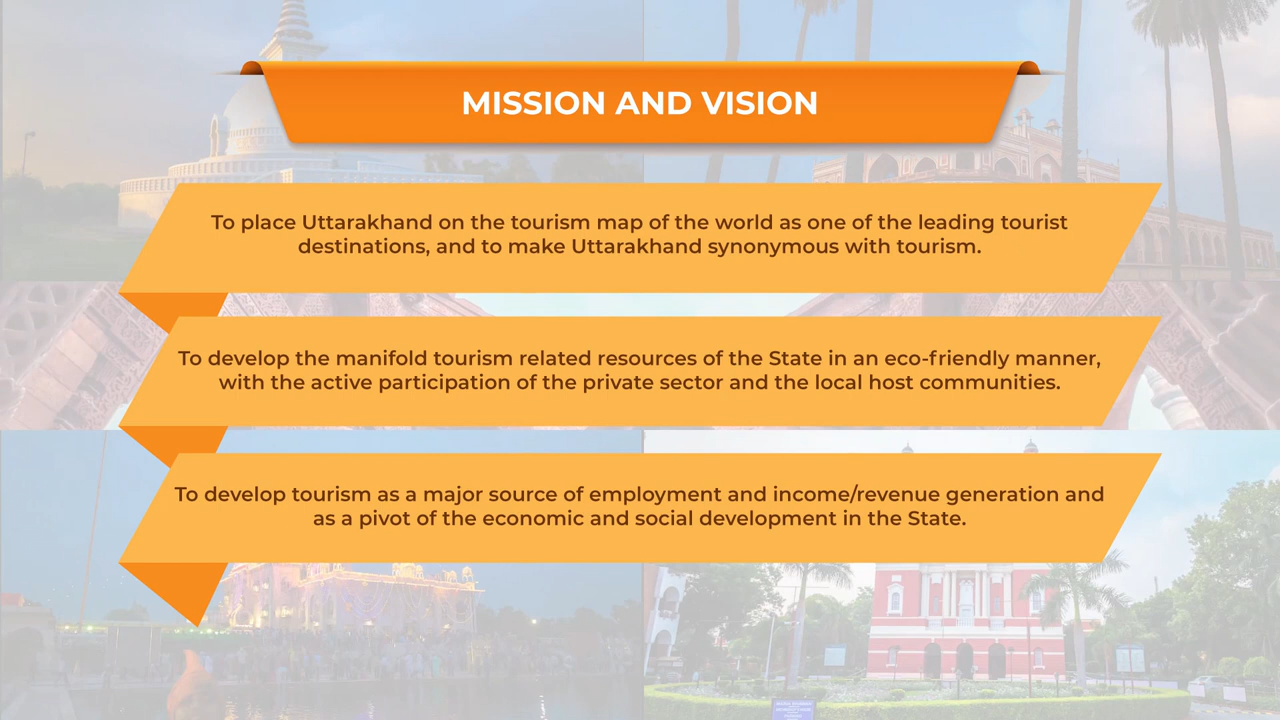 MISSION AND VISION
To place Uttarakhand on the tourism map of the world as one of the leading tourist
destinations, and to make Uttarakhand synonymous with tourism.
To develop the manifold tourism related resources of the State in an eco-friendly manner,
with the active participation of the private sector and the local host communities.
To develop tourism as a major source of employment and income/revenue generation and
as a pivot of the economic and social development in the State.